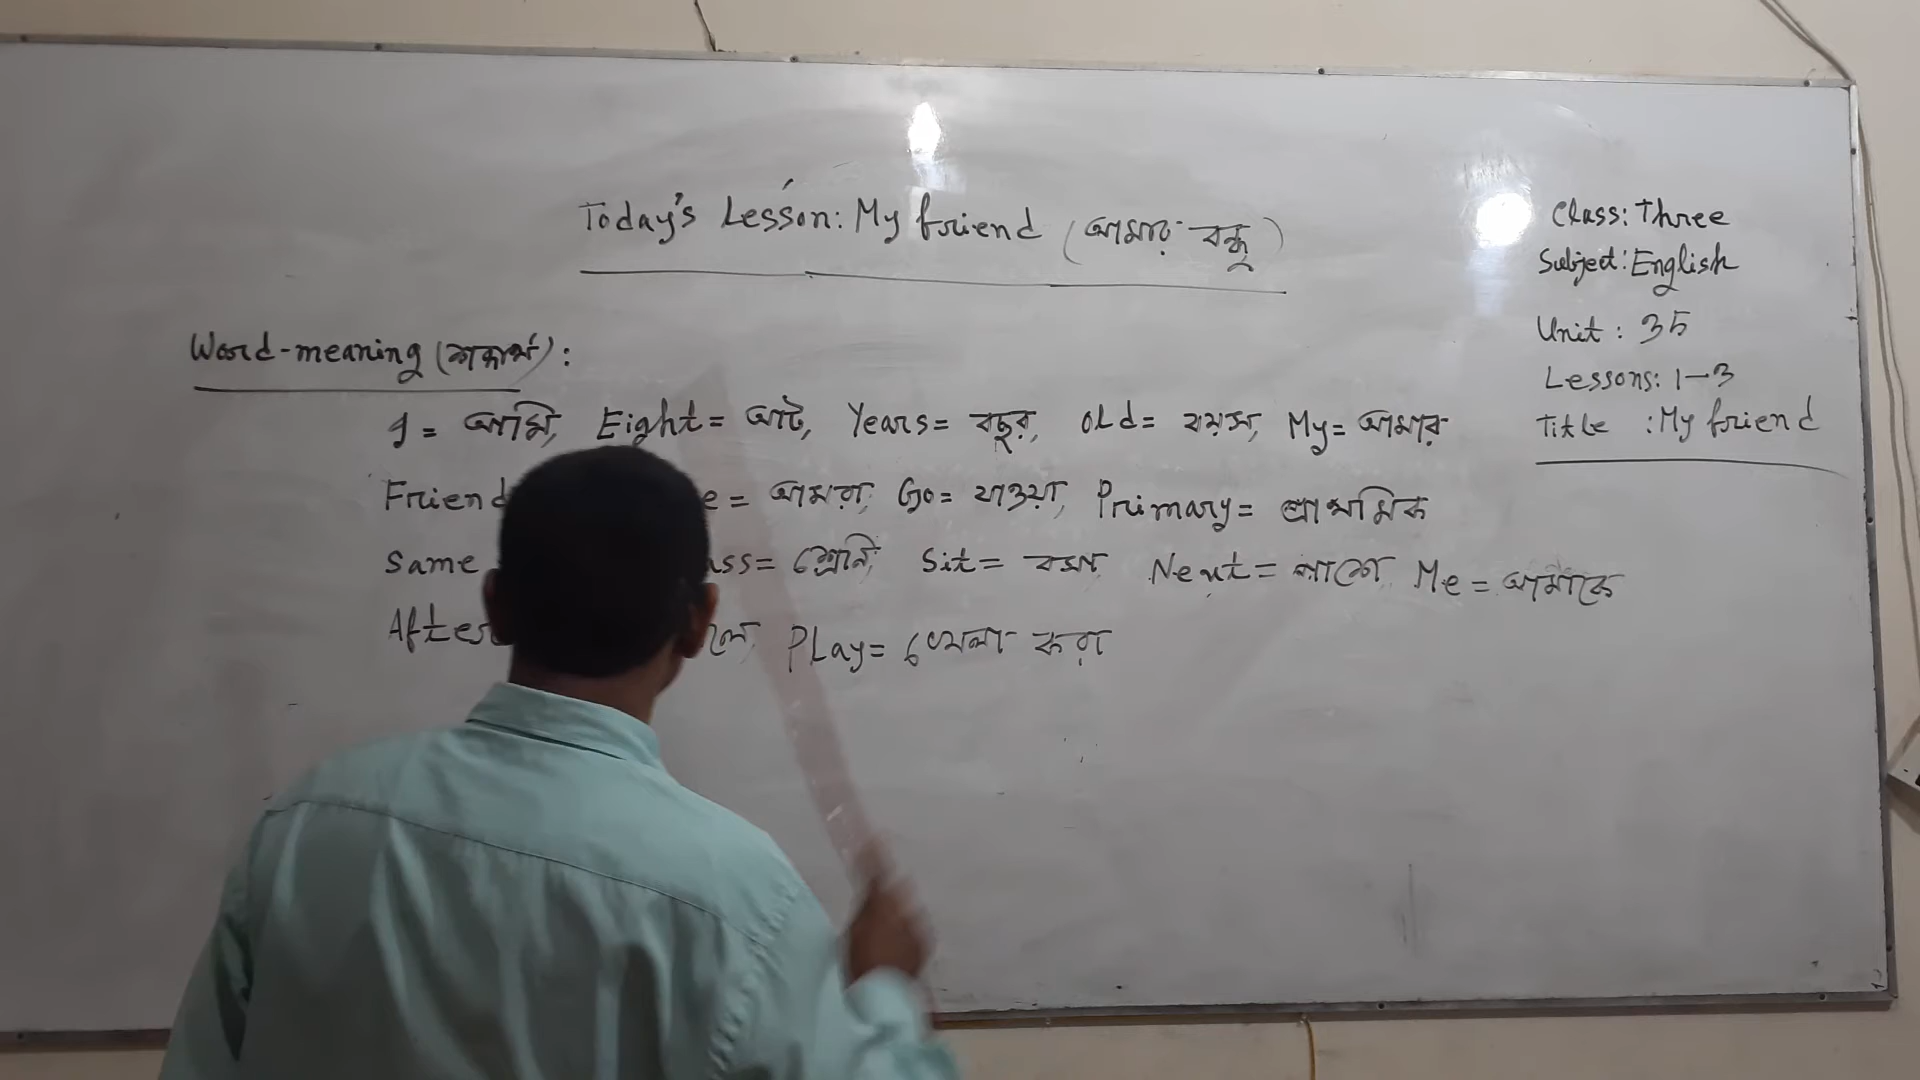 Today's Lesson: My friend (আমার বন্ধু)
Class: Three
Subject: English
Unit: 35
Lessons: 1-3
Title: My friend
Word-meaning (শব্দার্থ):
I = আমি, Eight = আট, Years = বছর, Old = বয়স, My = আমার
Friend = আমরা, Go = যাওয়া, Primary = প্রাথমিক
Same = শ্রেনি, Sit = বসা, Next = পাশে, Me = আমাকে
Play = খেলা করা